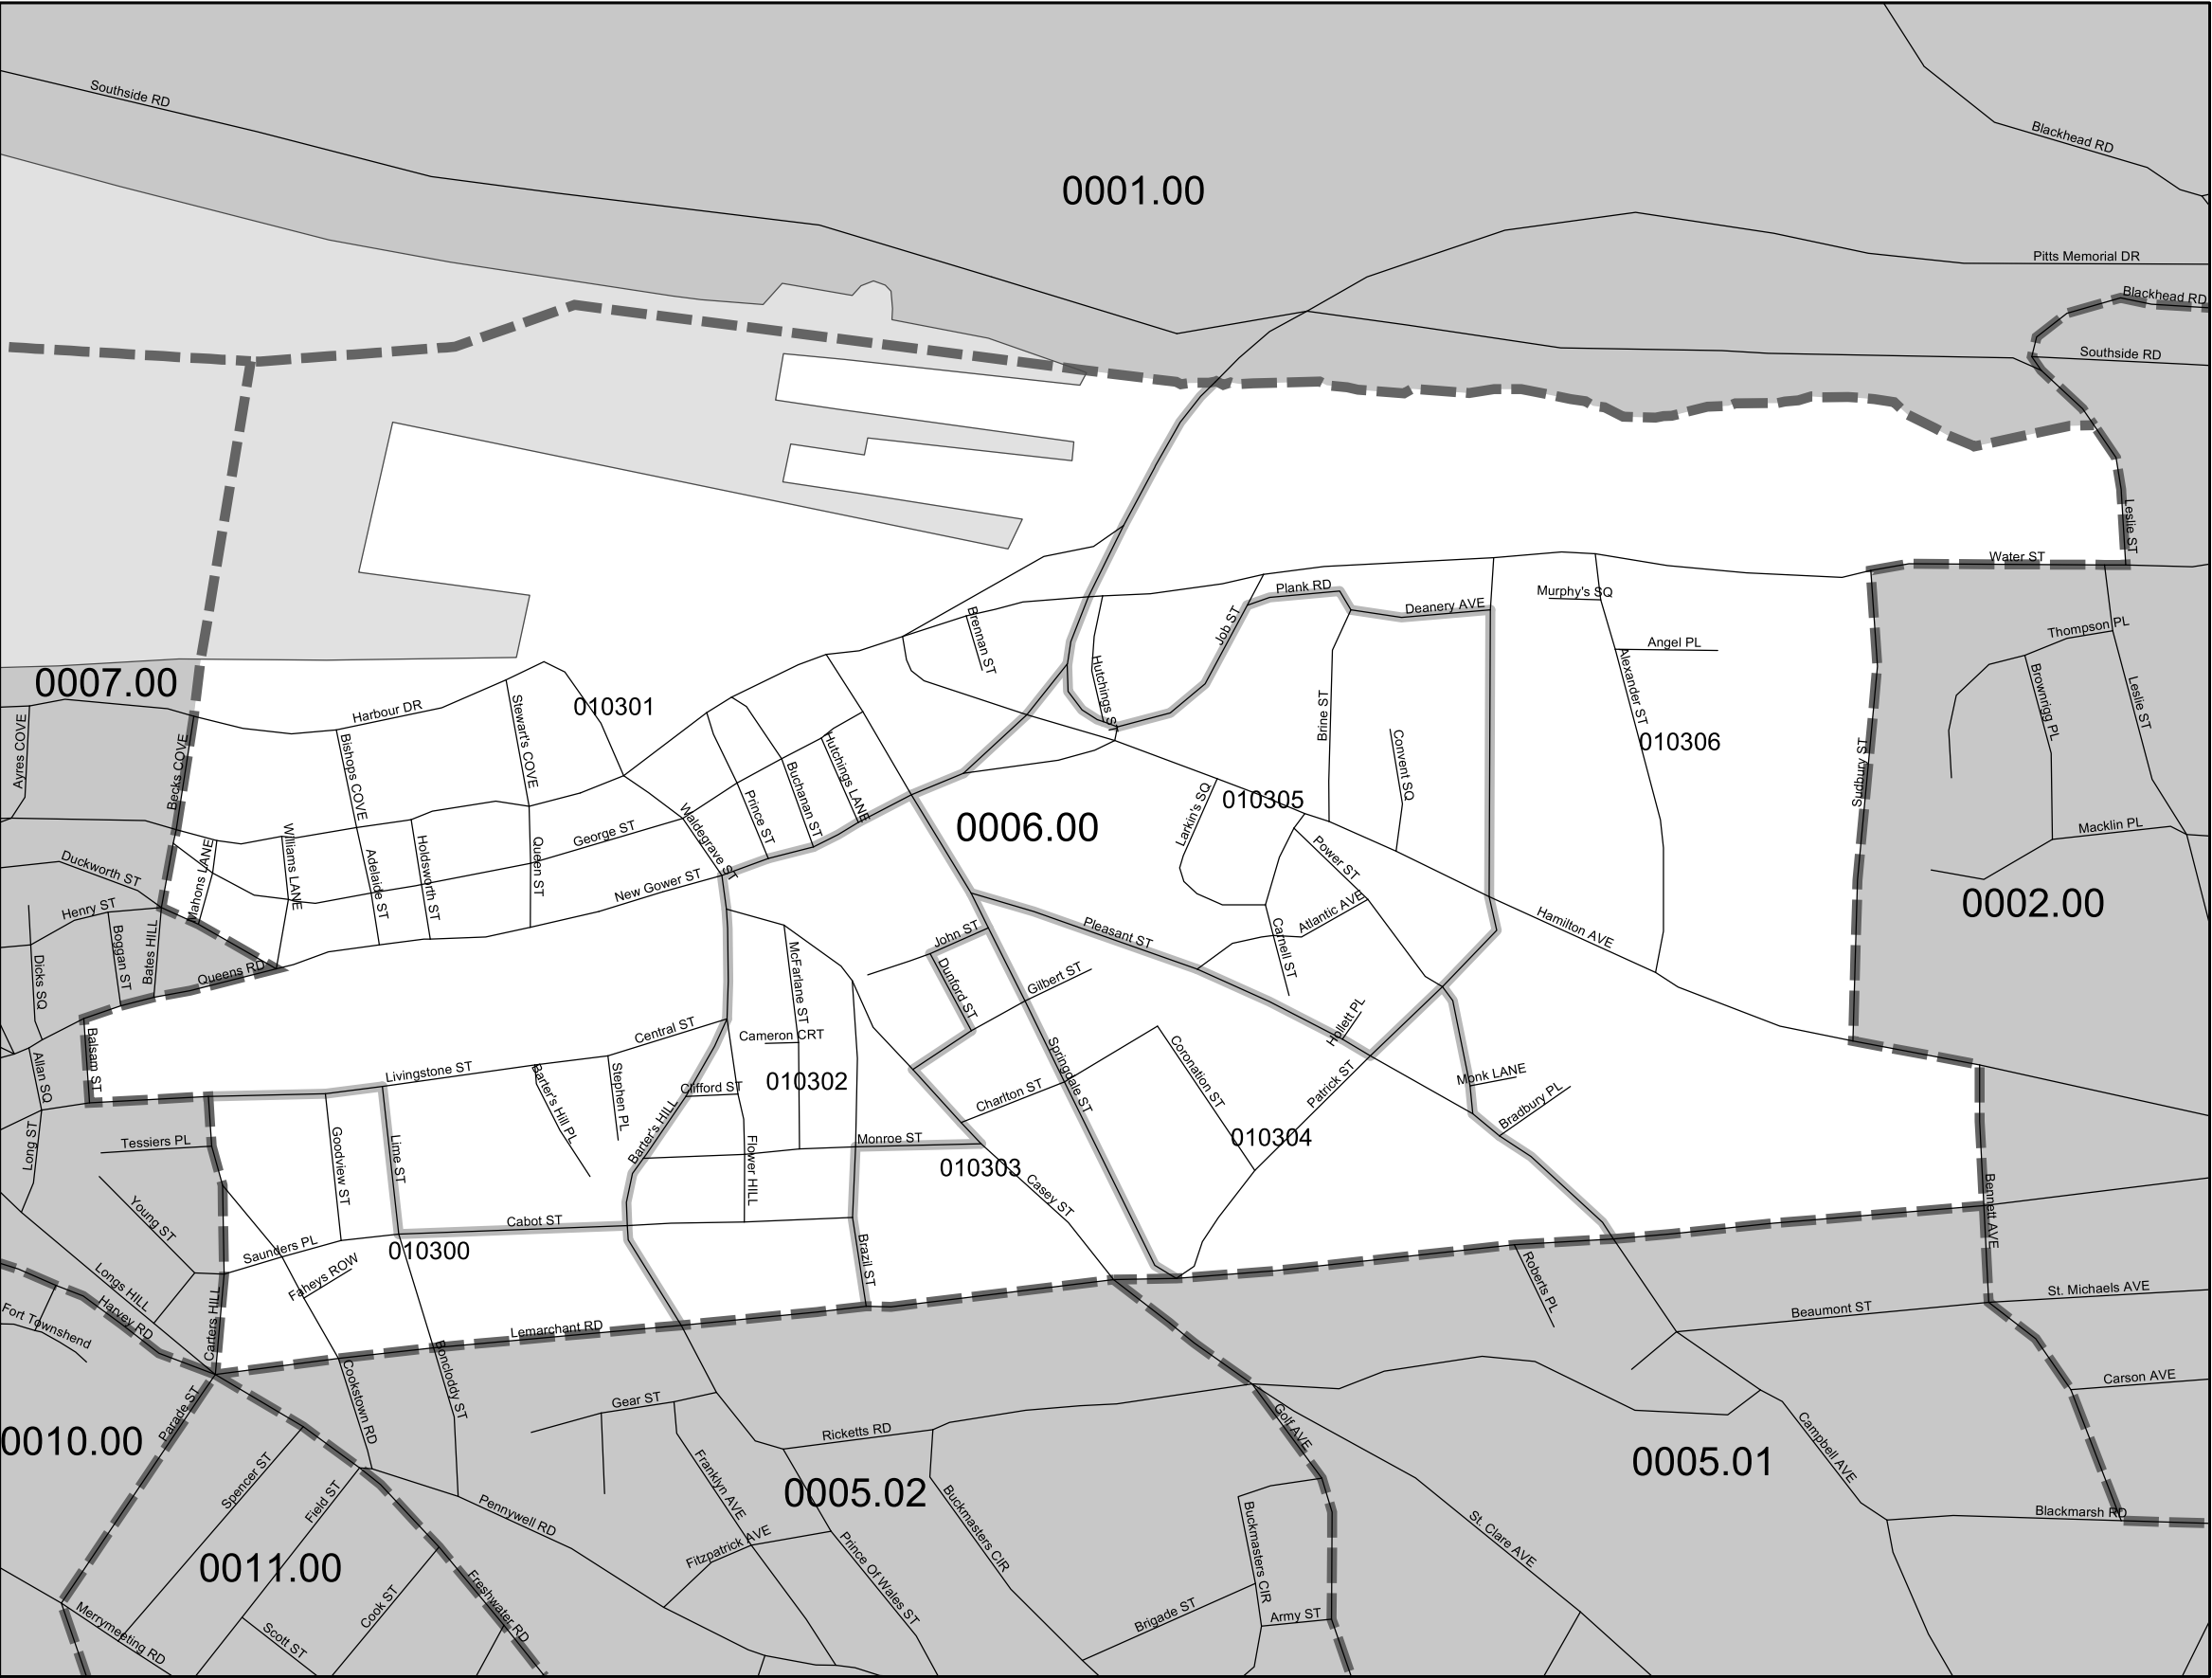 Southside RD
Blackhead RD
0001.00
Pitts Memorial DR
Blackhead RD
Southside RD
Leslie ST
Water ST
Plank RD
Deanery AVE
Murphy's SQ
Brennan ST
Job ST
Thompson PL
Angel PL
0007.00
Hutchings ST
Alexander ST
Brownrigg PL
Leslie ST
Harbour DR
Stewart's COVE
010301
Brine ST
010306
Ayres COVE
Becks COVE
Bishops COVE
Hutchings LANE
Convent SQ
Sudbury ST
Buchanan ST
Prince ST
Waldegrave ST
010305
Larkin's SQ
0006.00
Macklin PL
George ST
Williams LANE
Holdsworth ST
Adelaide ST
Queen ST
Mahons LANE
Duckworth ST
Power ST
New Gower ST
Atlantic AVE
0002.00
Henry ST
Boggan ST
Bates HILL
Pleasant ST
Hamilton AVE
Carnell ST
John ST
McFarlane ST
Dicks SQ
Queens RD
Dunford ST
Gilbert ST
Central ST
Cameron CRT
Hollett PL
Springdale ST
Coronation ST
Balsam ST
Allan SQ
Livingstone ST
Stephen PL
Barter's Hill PL
Clifford ST
010302
Charlton ST
Patrick ST
Monk LANE
Bradbury PL
Long ST
Tessiers PL
Goodview ST
Lime ST
Barter's HILL
Flower HILL
Monroe ST
010304
010303
Casey ST
Young ST
Cabot ST
Bennett AVE
Saunders PL
010300
Faheys ROW
Brazil ST
Longs HILL
Harvey RD
Roberts PL
St. Michaels AVE
Beaumont ST
Fort Townshend
Carters HILL
Lemarchant RD
Boncloddy ST
Cookstown RD
Carson AVE
Parade ST
Gear ST
Golf AVE
Campbell AVE
0010.00
Ricketts RD
0005.01
Spencer ST
Franklyn AVE
0005.02
Field ST
Pennywell RD
Buckmasters CIR
Buckmasters CIR
Blackmarsh RD
St. Clare AVE
0011.00
Fitzpatrick AVE
Prince Of Wales ST
Cook ST
Freshwater RD
Merrymeeting RD
Scott ST
Brigade ST
Army ST